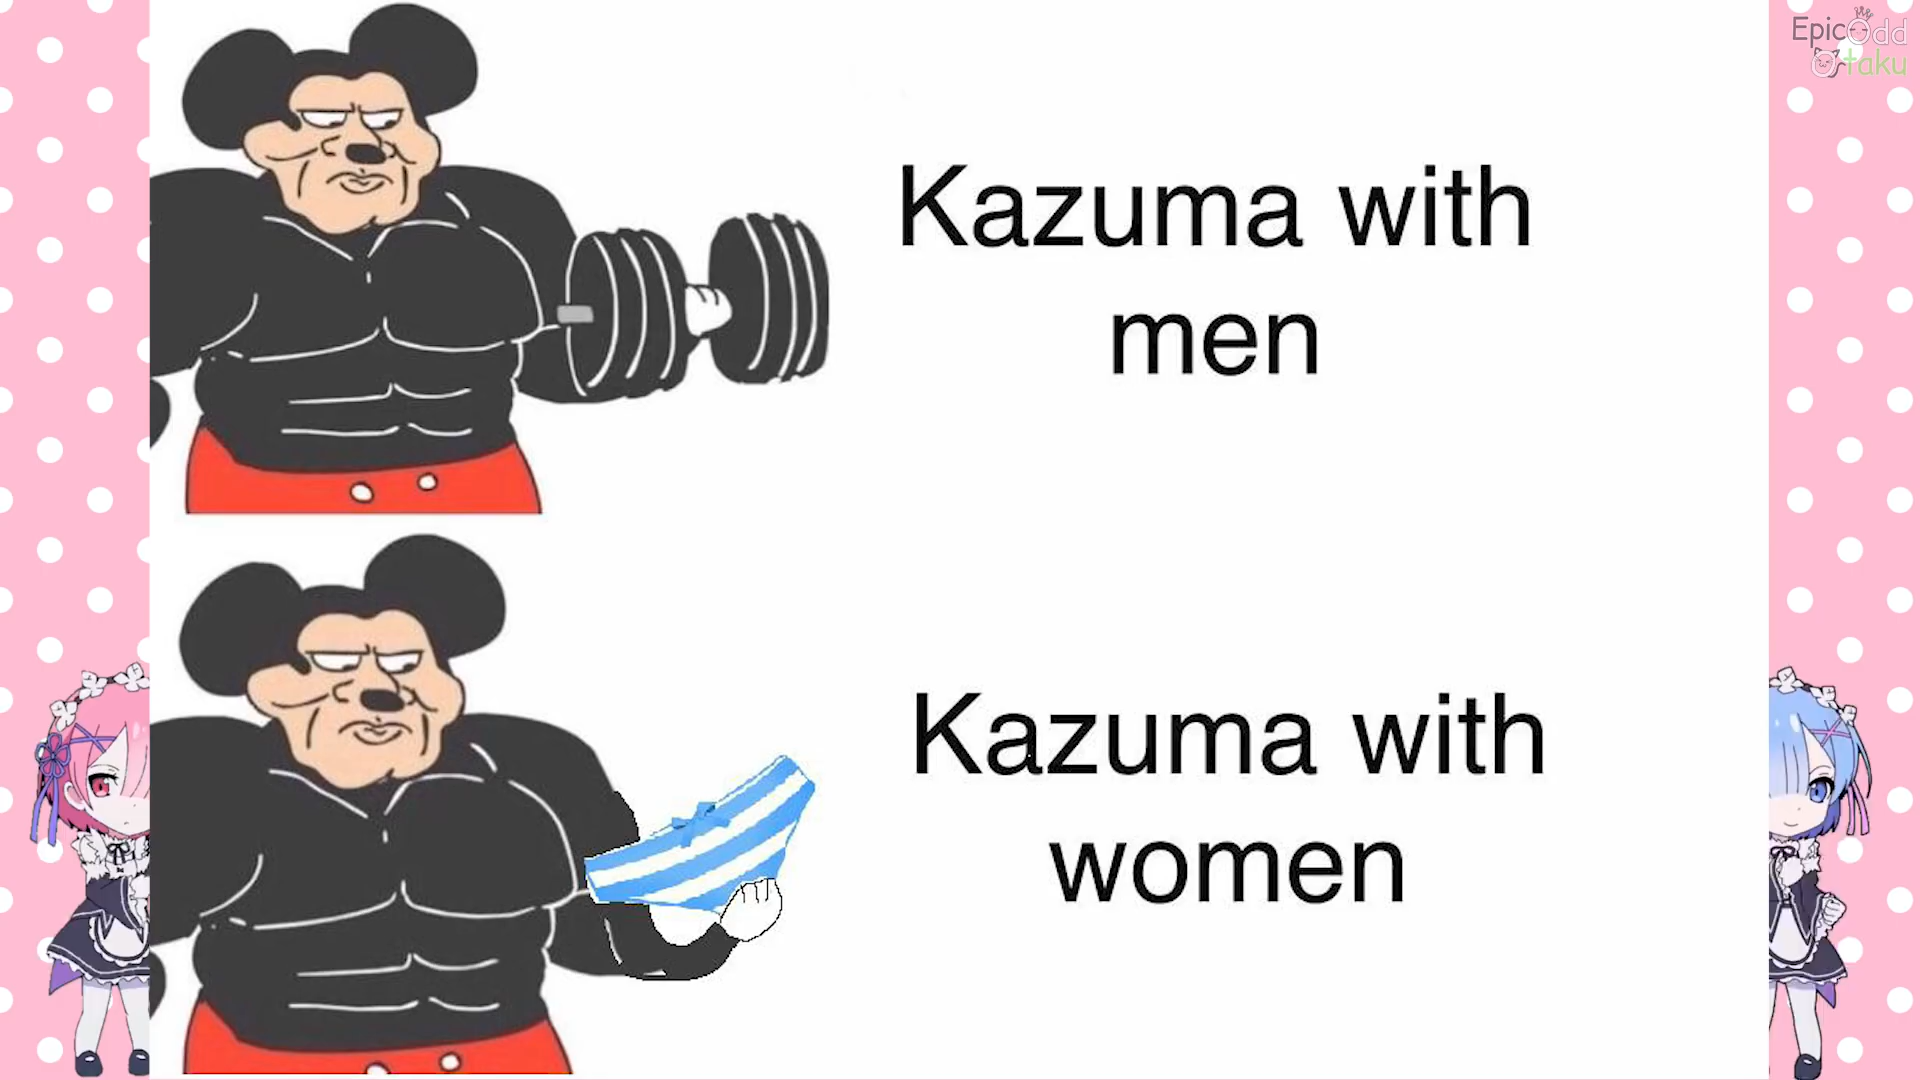 EpicOdd
Otaku
Kazuma with
men
Kazuma with
women